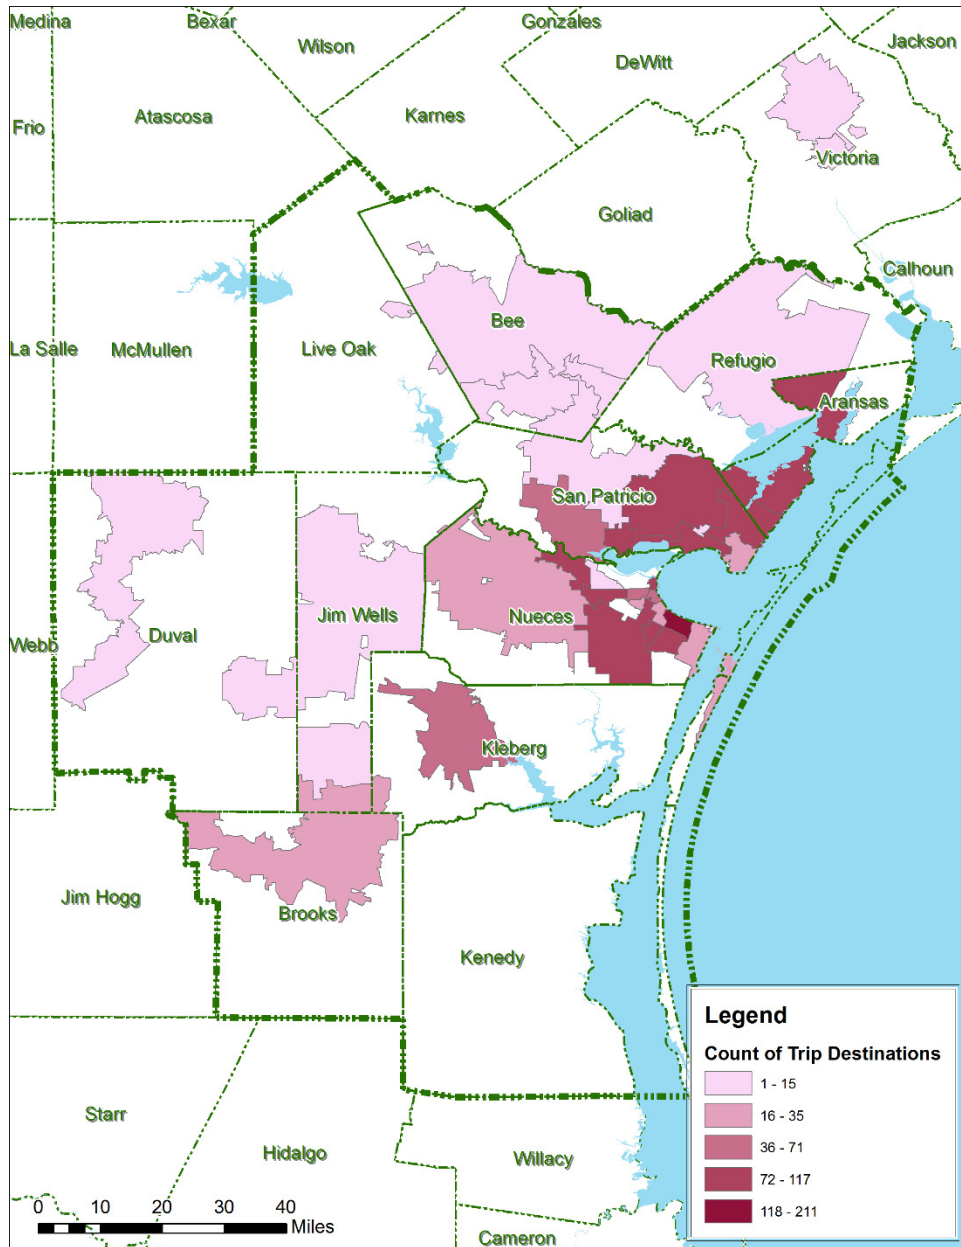 Medina
Bexar
Gonzales
Wilson
Jackson
DeWitt
Frio
Atascosa
Karnes
Victoria
Goliad
Calhoun
Bee
La Salle
McMullen
Live Oak
Refugio
Aransas
San Patricio
Webb
Duval
Jim Wells
Nueces
Kleberg
Jim Hogg
Brooks
Kenedy
Starr
Hidalgo
Willacy
Cameron
0 10 20 30 40
Miles
Legend
Count of Trip Destinations
1 - 15
16 - 35
36 - 71
72 - 117
118 - 211